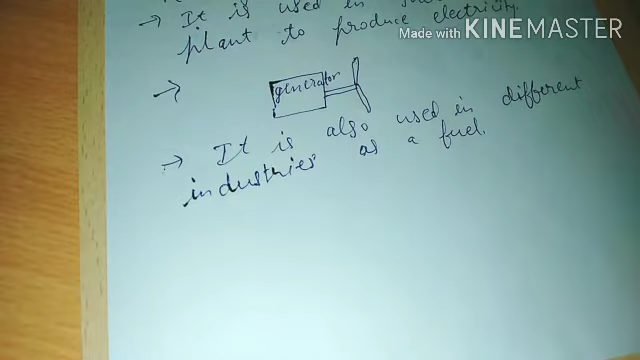 → It is used in
plant to produce electricity.
Made with KINEMASTER
→ generator
→ It is also used in different
industries as a fuel.